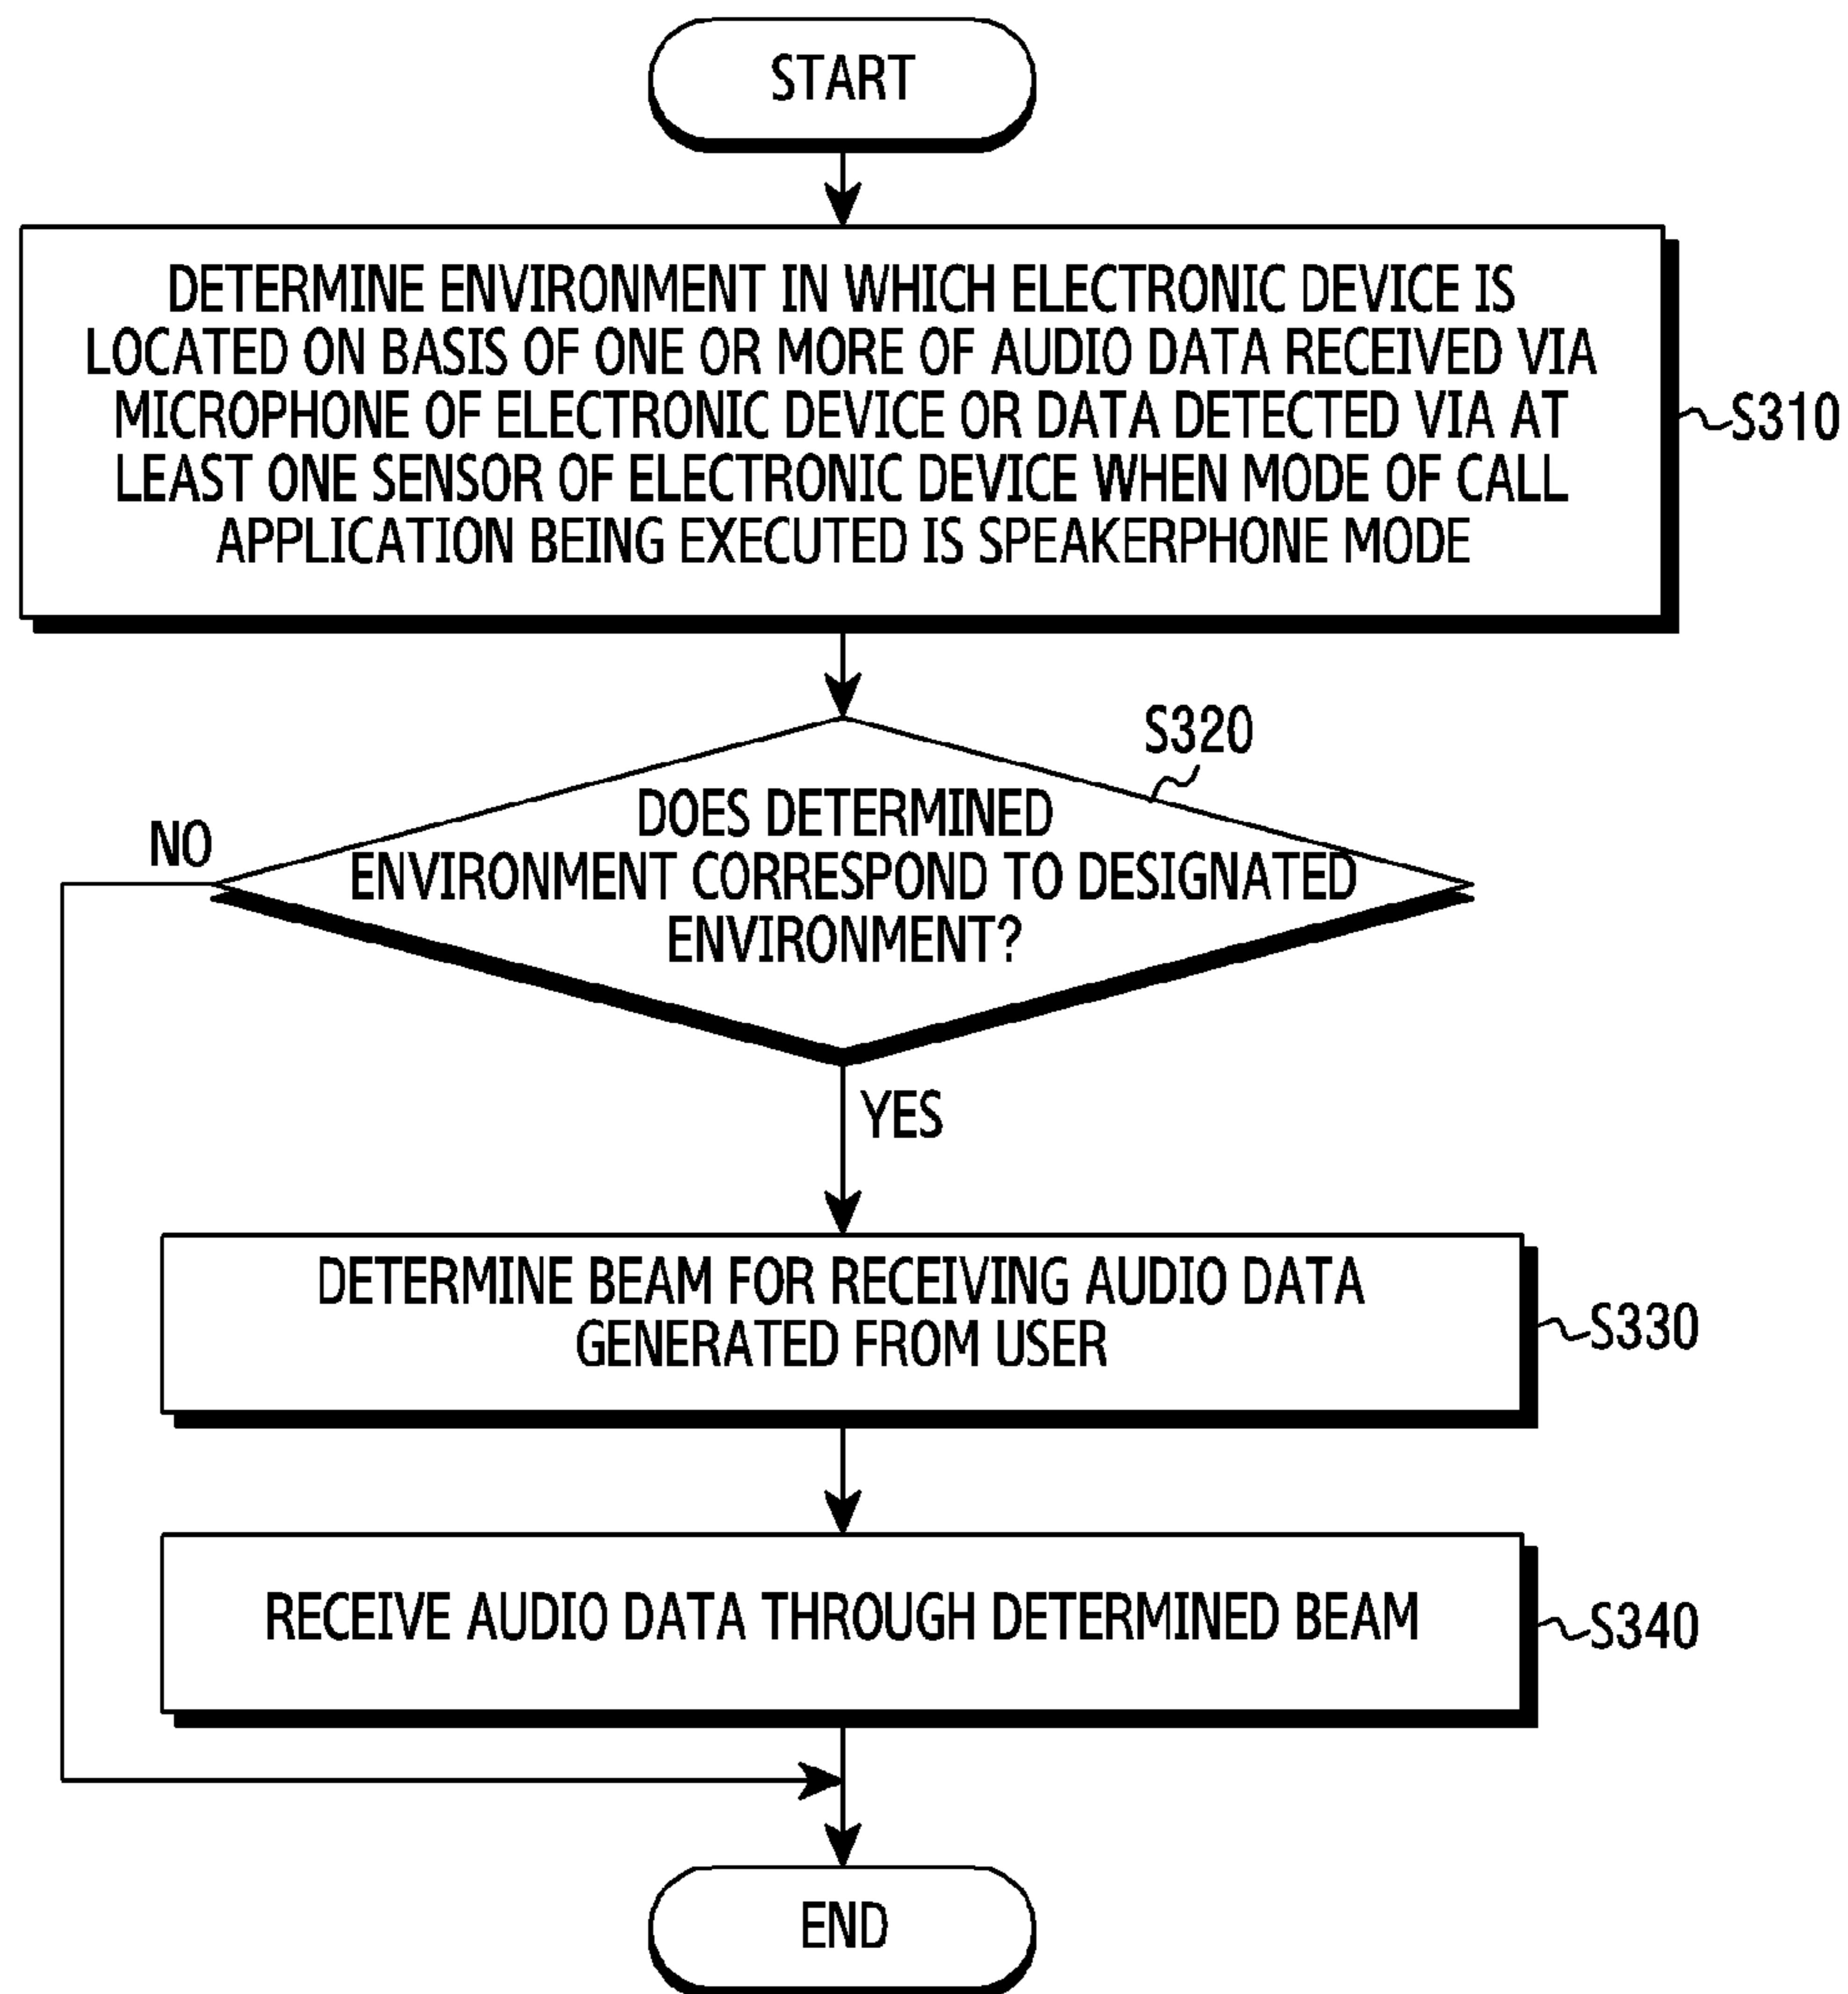 START
DETERMINE ENVIRONMENT IN WHICH ELECTRONIC DEVICE IS
LOCATED ON BASIS OF ONE OR MORE OF AUDIO DATA RECEIVED VIA
MICROPHONE OF ELECTRONIC DEVICE OR DATA DETECTED VIA AT
LEAST ONE SENSOR OF ELECTRONIC DEVICE WHEN MODE OF CALL
APPLICATION BEING EXECUTED IS SPEAKERPHONE MODE
S310
S320
DOES DETERMINED
ENVIRONMENT CORRESPOND TO DESIGNATED
ENVIRONMENT?
NO
YES
DETERMINE BEAM FOR RECEIVING AUDIO DATA
GENERATED FROM USER
S330
RECEIVE AUDIO DATA THROUGH DETERMINED BEAM
S340
END